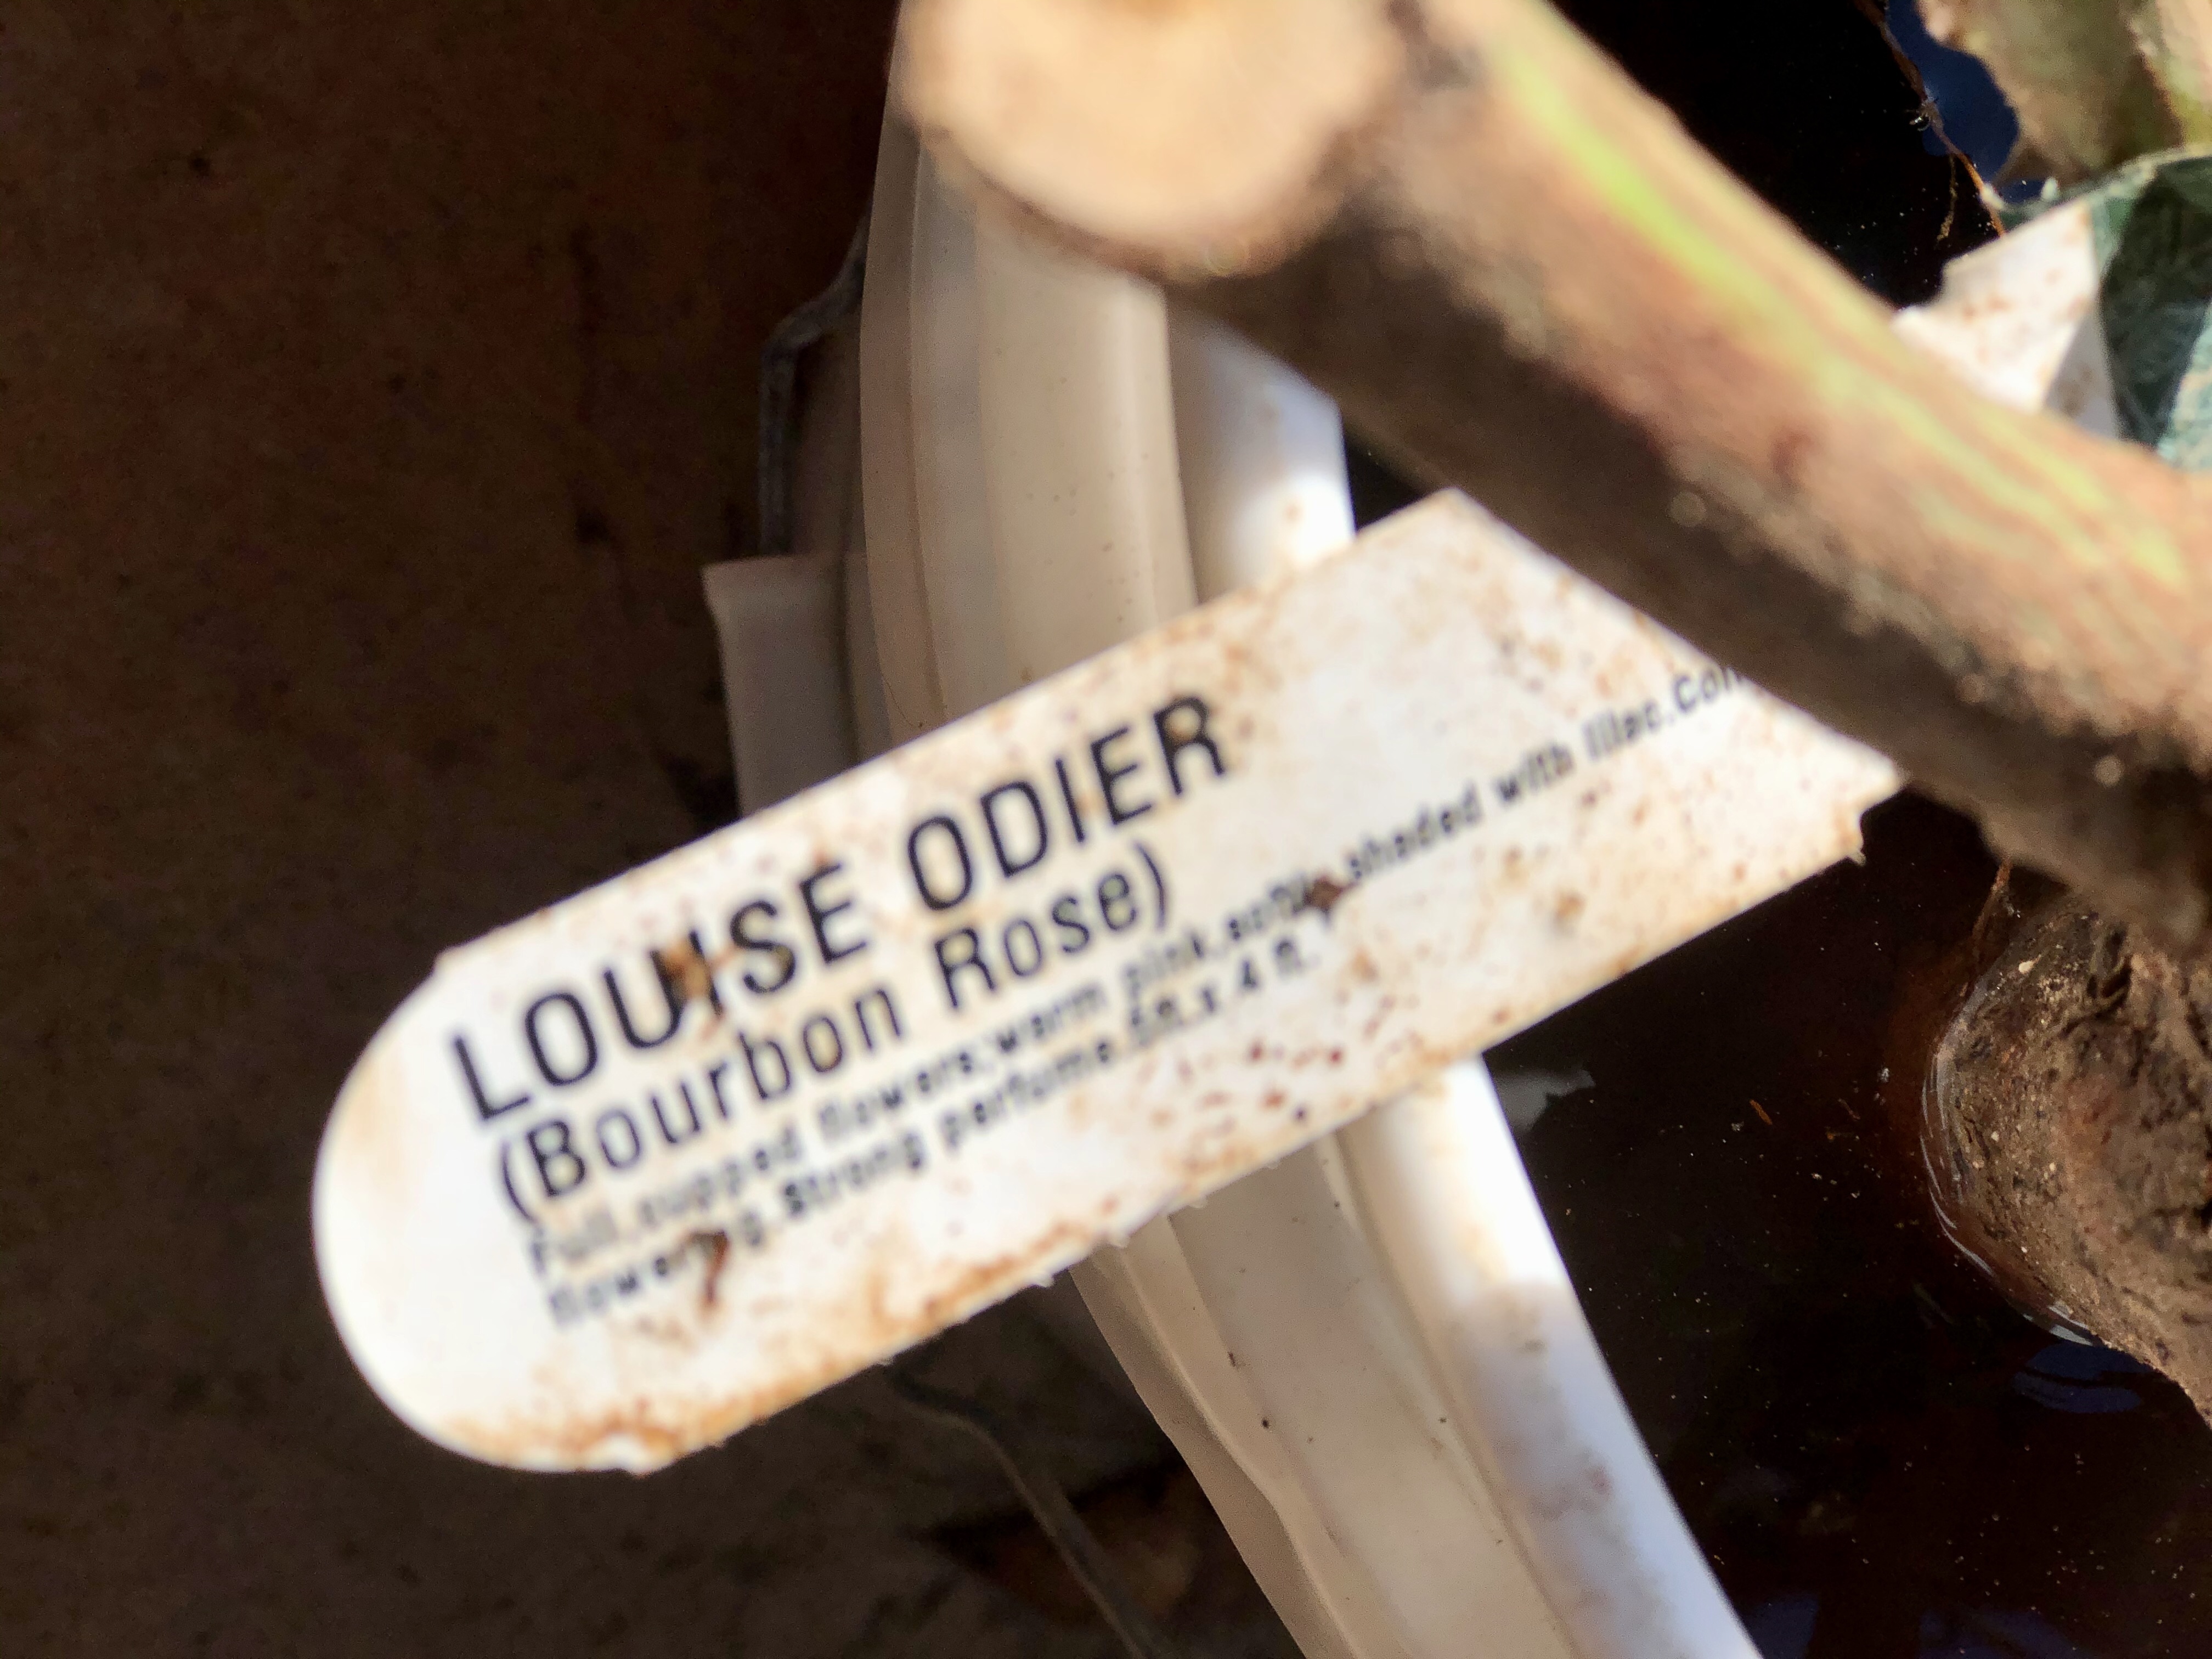 LOUISE ODIER
(Bourbon Rose)
Full,cupped flowers;warm pink,softly shaded with lilac.Con
flowering.Strong perfume.5ft x 4 ft.